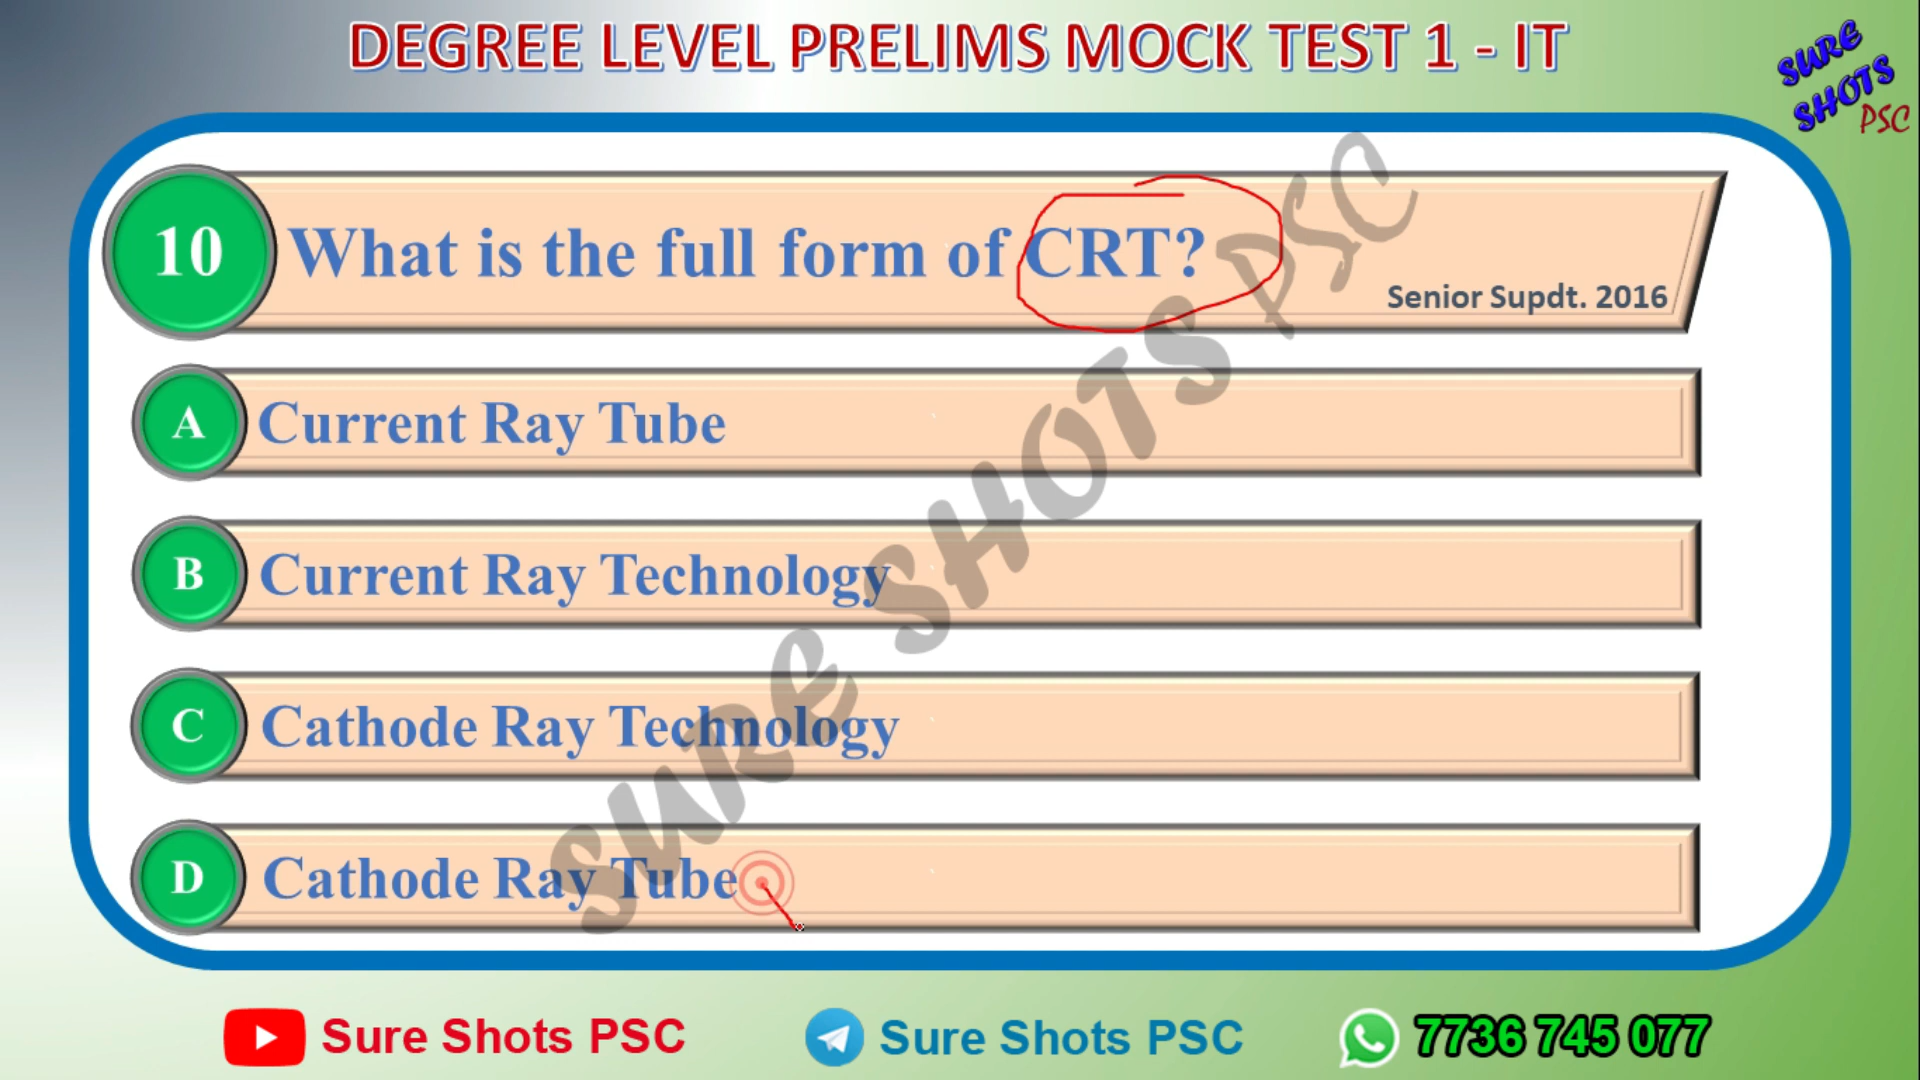 DEGREE LEVEL PRELIMS MOCK TEST 1 - IT
SURE
SHOTS
PSC
10 What is the full form of CRT?
Senior Supdt. 2016
A Current Ray Tube
B Current Ray Technology
C Cathode Ray Technology
D Cathode Ray Tube
SURE SHOTS PSC
Sure Shots PSC
Sure Shots PSC
7736 745 077